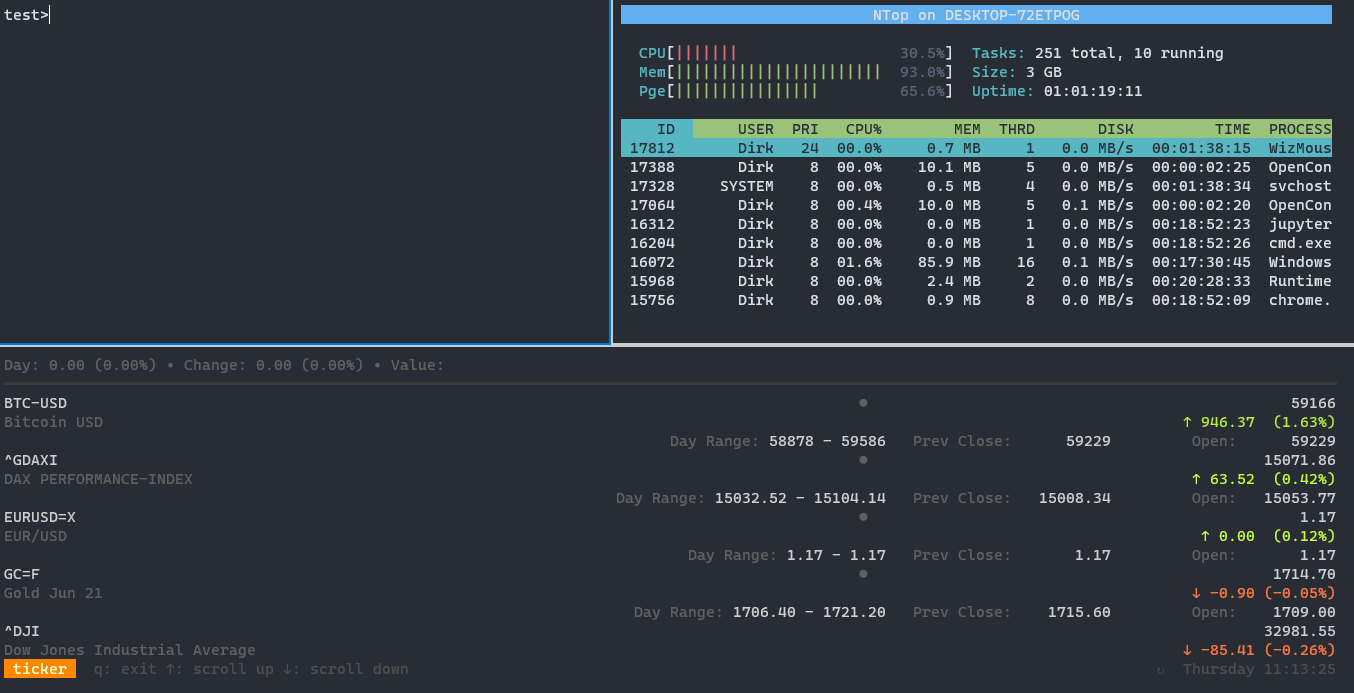 test>
NTop on DESKTOP-72ETPOG
CPU[||||||| 30.5%] Tasks: 251 total, 10 running
Mem[||||||||||||||||||||||| 93.0%] Size: 3 GB
Pge[|||||||||||||||| 65.6%] Uptime: 01:01:19:11
ID USER PRI CPU% MEM THRD DISK TIME PROCESS
17812 Dirk 24 00.0% 0.7 MB 1 0.0 MB/s 00:01:38:15 WizMous
17388 Dirk 8 00.0% 10.1 MB 5 0.0 MB/s 00:00:02:25 OpenCon
17328 SYSTEM 8 00.0% 0.5 MB 4 0.0 MB/s 00:01:38:34 svchost
17064 Dirk 8 00.4% 10.0 MB 5 0.1 MB/s 00:00:02:20 OpenCon
16312 Dirk 8 00.0% 0.0 MB 1 0.0 MB/s 00:18:52:23 jupyter
16204 Dirk 8 00.0% 0.0 MB 1 0.0 MB/s 00:18:52:26 cmd.exe
16072 Dirk 8 01.6% 85.9 MB 16 0.1 MB/s 00:17:30:45 Windows
15968 Dirk 8 00.0% 2.4 MB 2 0.0 MB/s 00:20:28:33 Runtime
15756 Dirk 8 00.0% 0.9 MB 8 0.0 MB/s 00:18:52:09 chrome.
Day: 0.00 (0.00%) • Change: 0.00 (0.00%) • Value:
BTC-USD ● 59166
Bitcoin USD ↑ 946.37 (1.63%)
Day Range: 58878 - 59586 Prev Close: 59229 Open: 59229
^GDAXI ● 15071.86
DAX PERFORMANCE-INDEX ↑ 63.52 (0.42%)
Day Range: 15032.52 - 15104.14 Prev Close: 15008.34 Open: 15053.77
EURUSD=X ● 1.17
EUR/USD ↑ 0.00 (0.12%)
Day Range: 1.17 - 1.17 Prev Close: 1.17 Open: 1.17
GC=F ● 1714.70
Gold Jun 21 ↓ -0.90 (-0.05%)
Day Range: 1706.40 - 1721.20 Prev Close: 1715.60 Open: 1709.00
^DJI 32981.55
Dow Jones Industrial Average ↓ -85.41 (-0.26%)
ticker q: exit ↑: scroll up ↓: scroll down ↻ Thursday 11:13:25